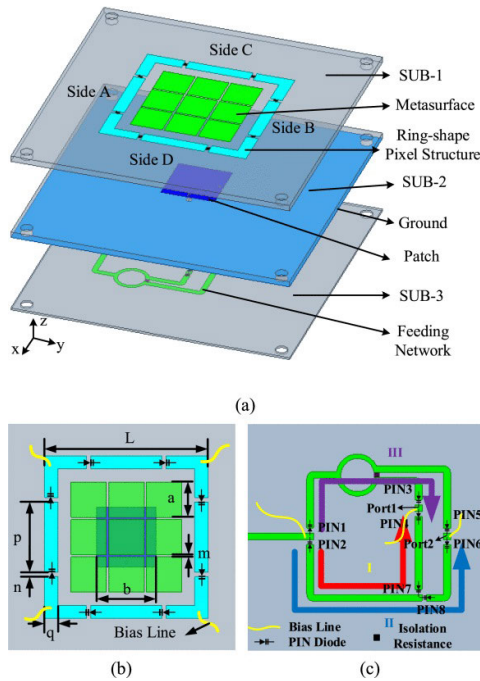 Side C
SUB-1
Side A
Metasurface
Side B
Ring-shape
Pixel Structure
Side D
SUB-2
Ground
Patch
SUB-3
Feeding
Network
z
x
y
(a)
L
a
p
m
n
b
q
Bias Line
(b)
III
PIN3
Port1
PIN1
PIN4
PIN5
PIN2
Port2
PIN6
I
PIN7
PIN8
Bias Line
II
Isolation
PIN Diode
Resistance
(c)